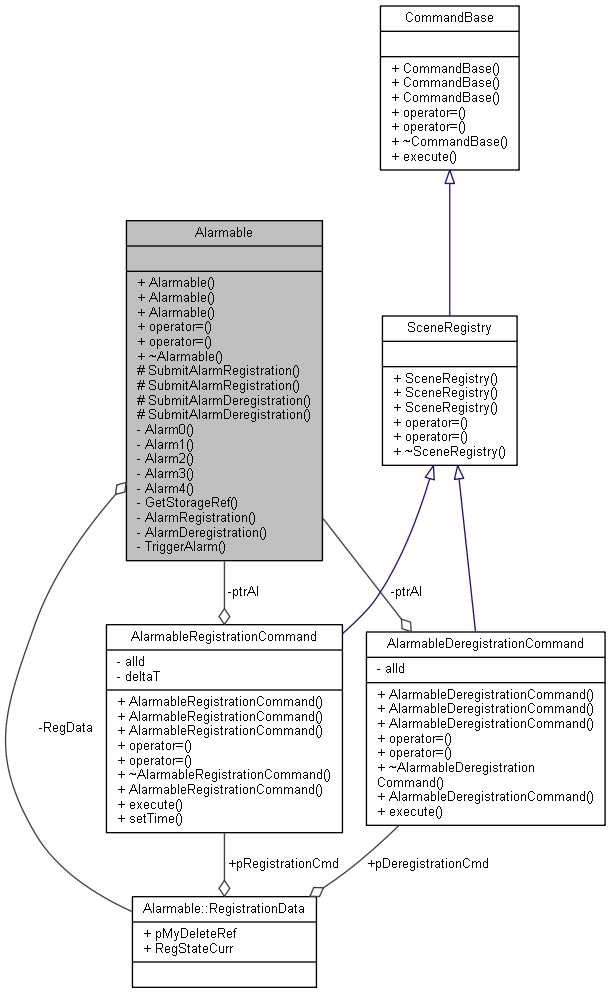 CommandBase
+ CommandBase()
+ CommandBase()
+ CommandBase()
+ operator=()
+ operator=()
+ ~CommandBase()
+ execute()
Alarmable
+ Alarmable()
+ Alarmable()
+ Alarmable()
+ operator=()
+ operator=()
+ ~Alarmable()
# SubmitAlarmRegistration()
# SubmitAlarmRegistration()
# SubmitAlarmDeregistration()
# SubmitAlarmDeregistration()
- Alarm0()
- Alarm1()
- Alarm2()
- Alarm3()
- Alarm4()
- GetStorageRef()
- AlarmRegistration()
- AlarmDeregistration()
- TriggerAlarm()
SceneRegistry
+ SceneRegistry()
+ SceneRegistry()
+ SceneRegistry()
+ operator=()
+ operator=()
+ ~SceneRegistry()
-ptrAl
-ptrAl
AlarmableRegistrationCommand
- alId
- deltaT
+ AlarmableRegistrationCommand()
+ AlarmableRegistrationCommand()
+ AlarmableRegistrationCommand()
+ operator=()
+ operator=()
+ ~AlarmableRegistrationCommand()
+ AlarmableRegistrationCommand()
+ execute()
+ setTime()
AlarmableDeregistrationCommand
- alId
+ AlarmableDeregistrationCommand()
+ AlarmableDeregistrationCommand()
+ AlarmableDeregistrationCommand()
+ operator=()
+ operator=()
+ ~AlarmableDeregistration
Command()
+ AlarmableDeregistrationCommand()
+ execute()
-RegData
+pRegistrationCmd
+pDeregistrationCmd
Alarmable::RegistrationData
+ pMyDeleteRef
+ RegStateCurr